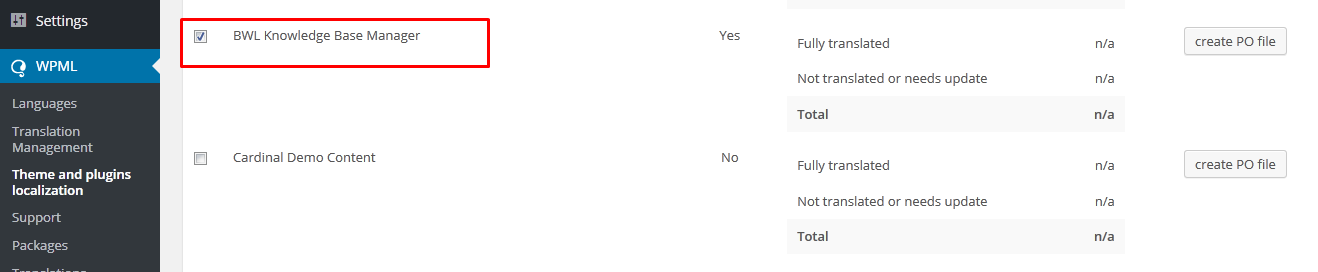 Settings
WPML
Languages
Translation
Management
Theme and plugins
localization
Support
Packages
Translations
BWL Knowledge Base Manager
Yes
Fully translated n/a
Not translated or needs update n/a
Total n/a
create PO file
Cardinal Demo Content
No
Fully translated n/a
Not translated or needs update n/a
Total n/a
create PO file